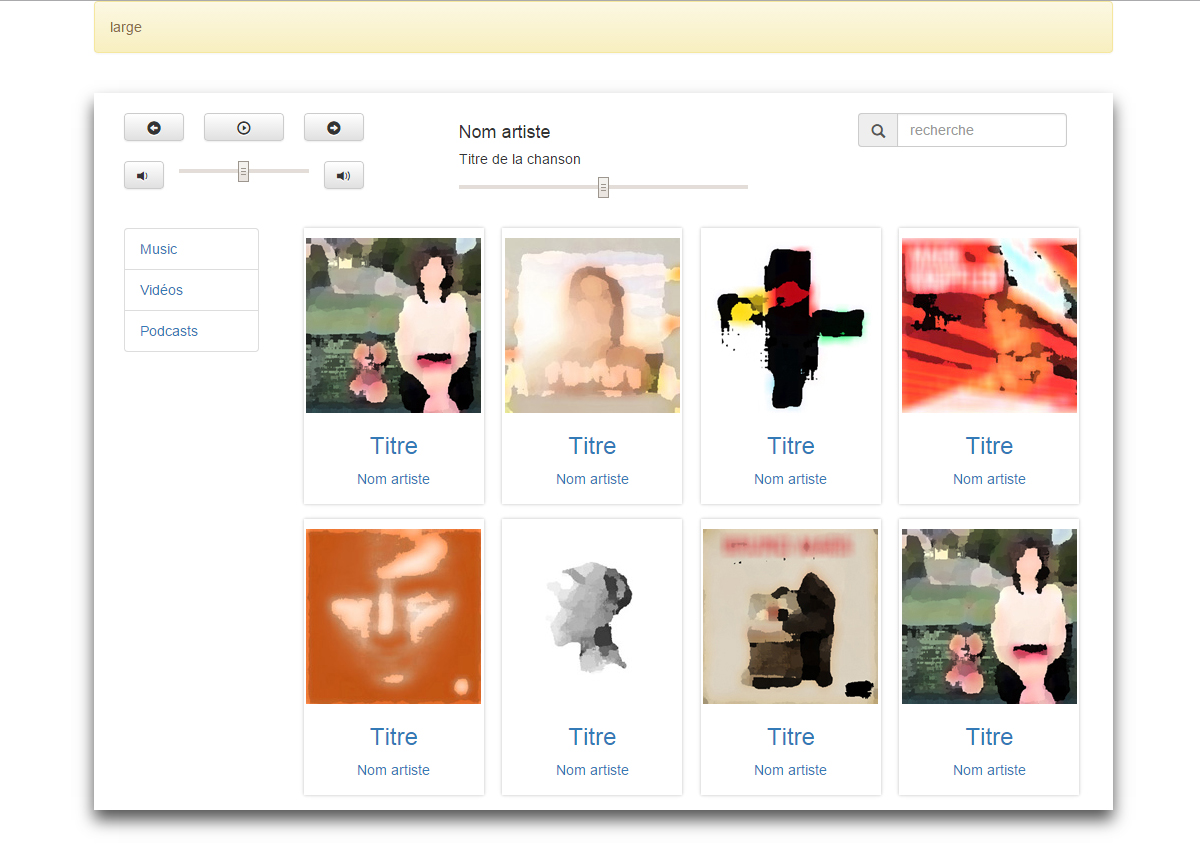 large
Nom artiste
Titre de la chanson
recherche
Music
Vidéos
Podcasts
Titre
Nom artiste
Titre
Nom artiste
Titre
Nom artiste
Titre
Nom artiste
Titre
Nom artiste
Titre
Nom artiste
Titre
Nom artiste
Titre
Nom artiste